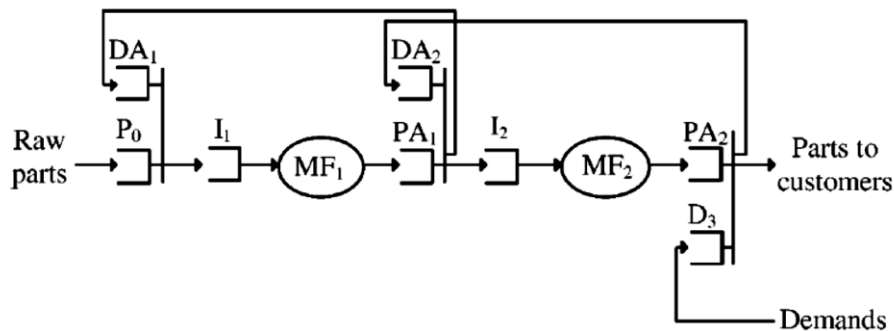 DA₁
DA₂
Raw
parts
P₀
I₁
MF₁
PA₁
I₂
MF₂
PA₂
Parts to
customers
D₃
Demands